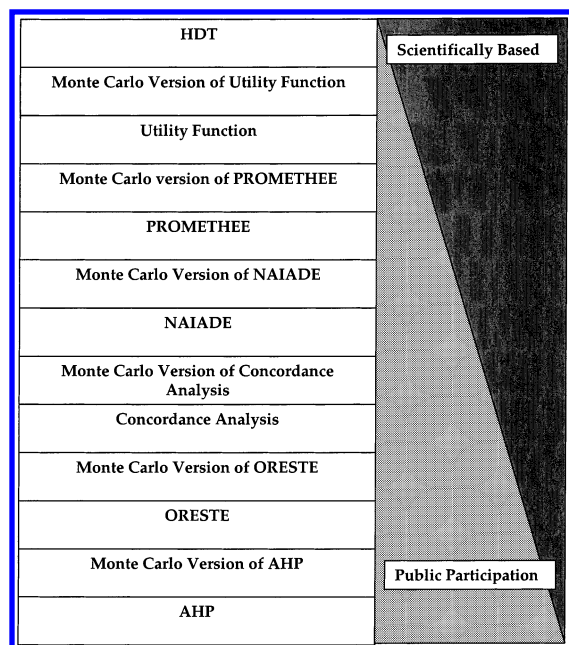 HDT
Scientifically Based
Monte Carlo Version of Utility Function
Utility Function
Monte Carlo version of PROMETHEE
PROMETHEE
Monte Carlo Version of NAIADE
NAIADE
Monte Carlo Version of Concordance
Analysis
Concordance Analysis
Monte Carlo Version of ORESTE
ORESTE
Monte Carlo Version of AHP
Public Participation
AHP